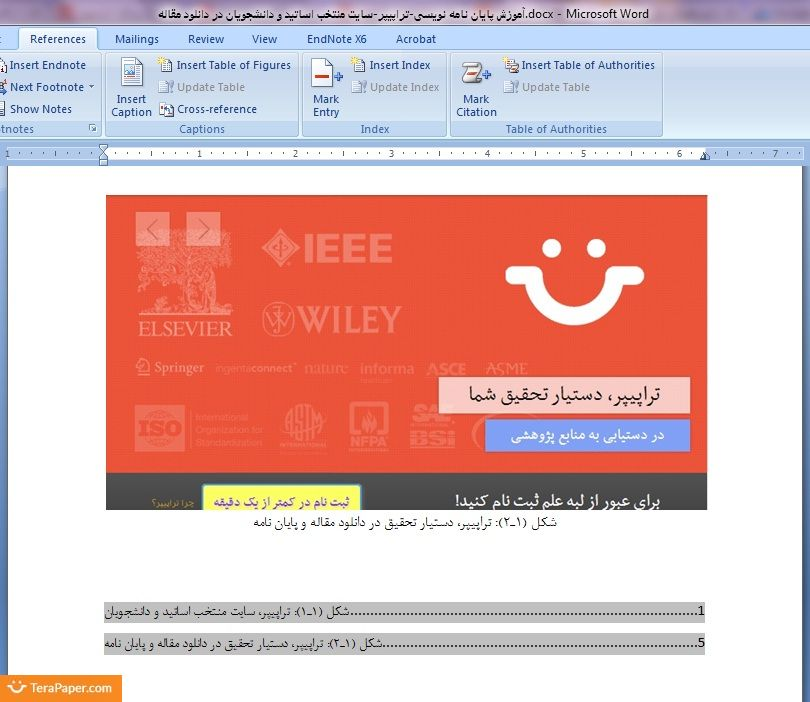 آموزش پایان نامه نویسی-تراپیپر-سایت منتخب اساتید و دانشجویان در دانلود مقاله.docx - Microsoft Word
References Mailings Review View EndNote X6 Acrobat
Insert Endnote
Next Footnote
Show Notes
tnotes
Insert Caption
Insert Table of Figures
Update Table
Cross-reference
Captions
Mark Entry
Insert Index
Update Index
Index
Mark Citation
Insert Table of Authorities
Update Table
Table of Authorities
1 1 2 3 4 5 6 7
ELSEVIER
IEEE
WILEY
Springer ingentaconnect nature informa healthcare ASCE ASME
تراپیپر، دستیار تحقیق شما
در دستیابی به منابع پژوهشی
ISO International Organization for Standardization
ASTM INTERNATIONAL
NFPA
SAE INTERNATIONAL
BSi
برای عبور از لبه علم ثبت نام کنید!
ثبت نام در کمتر از یک دقیقه
چرا تراپیپر؟
شکل (۱ـ۲): تراپیپر، دستیار تحقیق در دانلود مقاله و پایان نامه
شکل (۱ـ۱): تراپیپر، سایت منتخب اساتید و دانشجویان.....1
شکل (۱ـ۲): تراپیپر، دستیار تحقیق در دانلود مقاله و پایان نامه.....5
TeraPaper.com